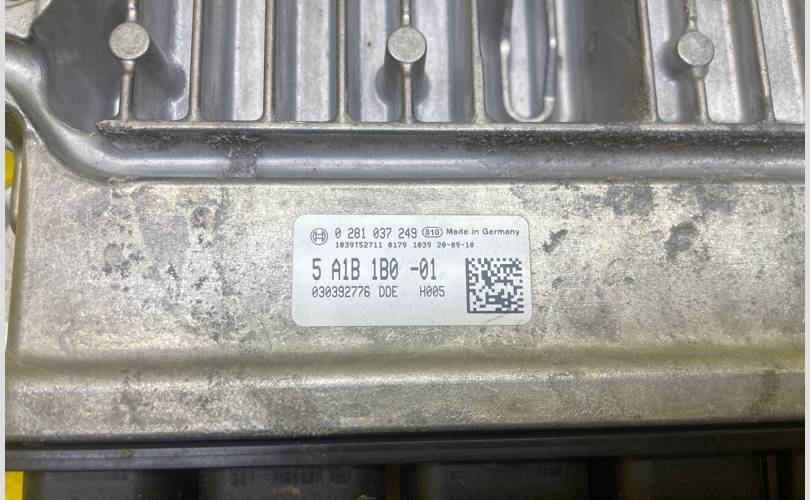 0 281 037 249 810 Made in Germany
1039T52711 0179 1039 20-09-10
5 A1B 1B0 -01
030392776 DDE H005